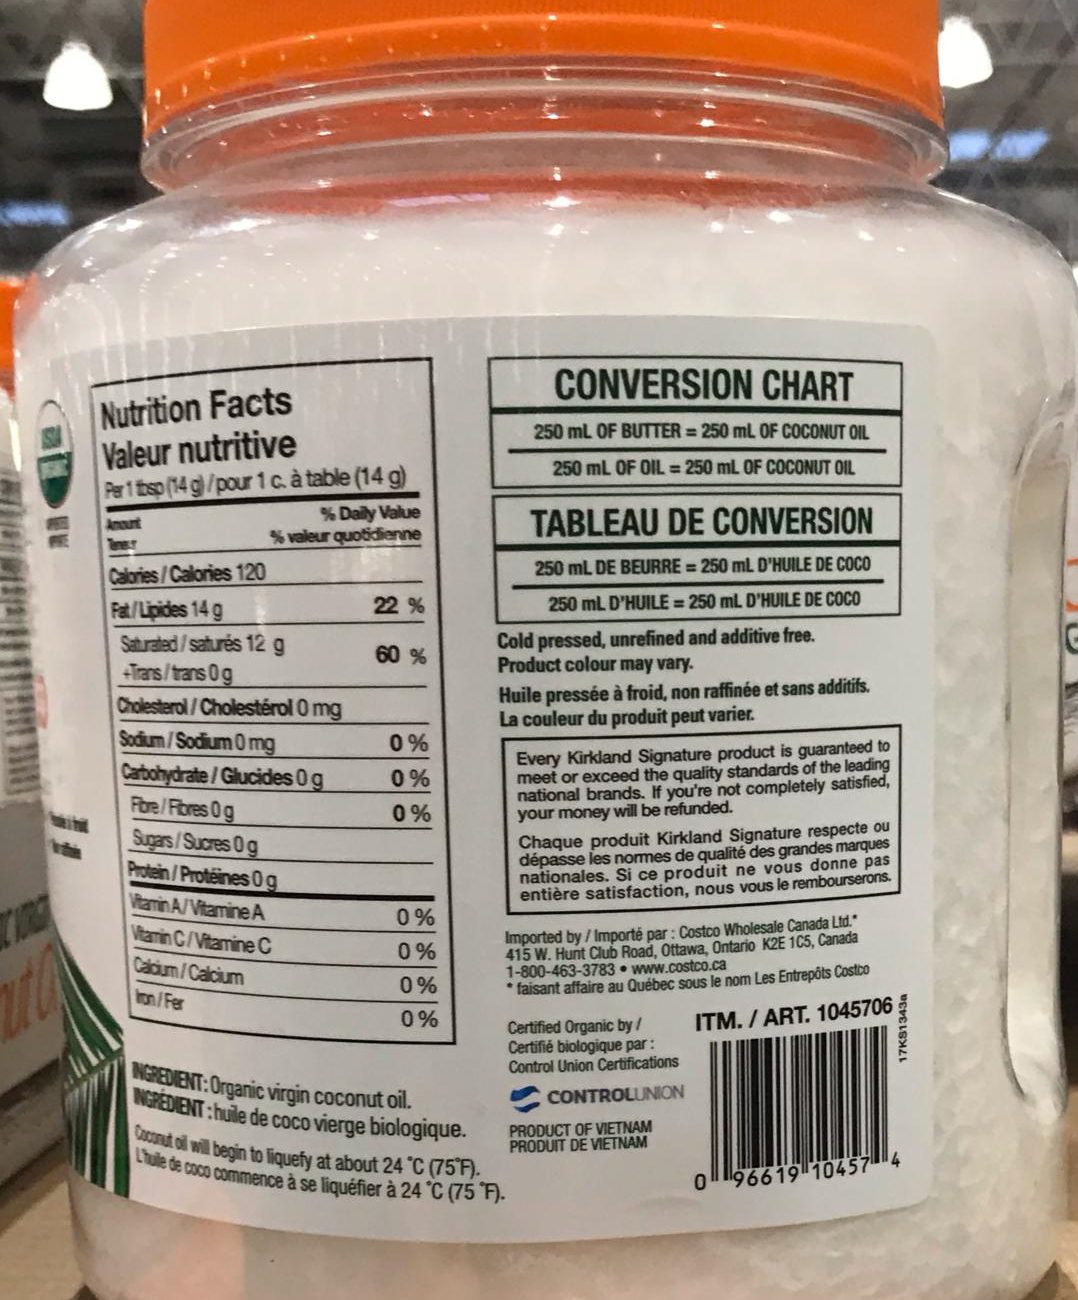 USDA
ORGANIC
Nutrition Facts
Valeur nutritive
Per 1 tbsp (14 g) / pour 1 c. à table (14 g)
Amount
Teneur
% Daily Value
% valeur quotidienne
Calories / Calories 120
Fat / Lipides 14 g 22 %
Saturated / saturés 12 g
+Trans / trans 0 g
60 %
Cholesterol / Cholestérol 0 mg
Sodium / Sodium 0 mg 0 %
Carbohydrate / Glucides 0 g 0 %
Fibre / Fibres 0 g 0 %
Sugars / Sucres 0 g
Protein / Protéines 0 g
Vitamin A / Vitamine A 0 %
Vitamin C / Vitamine C 0 %
Calcium / Calcium 0 %
Iron / Fer 0 %
INGREDIENT: Organic virgin coconut oil.
INGRÉDIENT : huile de coco vierge biologique.
Coconut oil will begin to liquefy at about 24 °C (75°F).
L'huile de coco commence à se liquéfier à 24 °C (75 °F).
CONVERSION CHART
250 mL OF BUTTER = 250 mL OF COCONUT OIL
250 mL OF OIL = 250 mL OF COCONUT OIL
TABLEAU DE CONVERSION
250 mL DE BEURRE = 250 mL D'HUILE DE COCO
250 mL D'HUILE = 250 mL D'HUILE DE COCO
Cold pressed, unrefined and additive free.
Product colour may vary.
Huile pressée à froid, non raffinée et sans additifs.
La couleur du produit peut varier.
Every Kirkland Signature product is guaranteed to
meet or exceed the quality standards of the leading
national brands. If you're not completely satisfied,
your money will be refunded.
Chaque produit Kirkland Signature respecte ou
dépasse les normes de qualité des grandes marques
nationales. Si ce produit ne vous donne pas
entière satisfaction, nous vous le rembourserons.
Imported by / Importé par : Costco Wholesale Canada Ltd.*
415 W. Hunt Club Road, Ottawa, Ontario K2E 1C5, Canada
1-800-463-3783 • www.costco.ca
* faisant affaire au Québec sous le nom Les Entrepôts Costco
Certified Organic by /
Certifié biologique par :
Control Union Certifications
CONTROLUNION
PRODUCT OF VIETNAM
PRODUIT DE VIETNAM
ITM. / ART. 1045706
17KS1343a
0 96619 10457 4